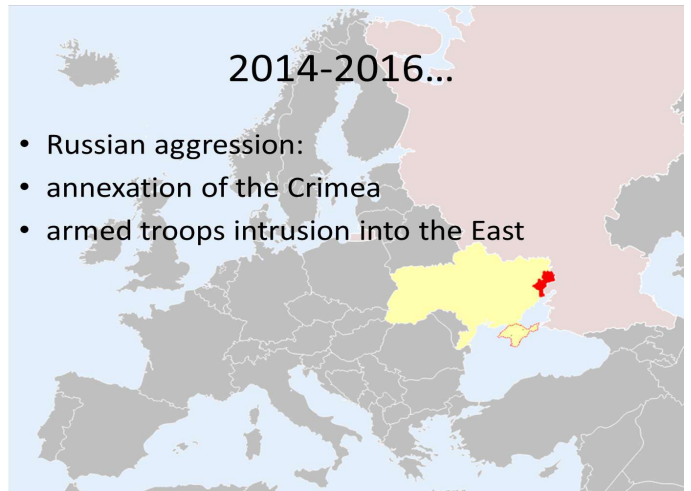 2014-2016...
• Russian aggression:
• annexation of the Crimea
• armed troops intrusion into the East